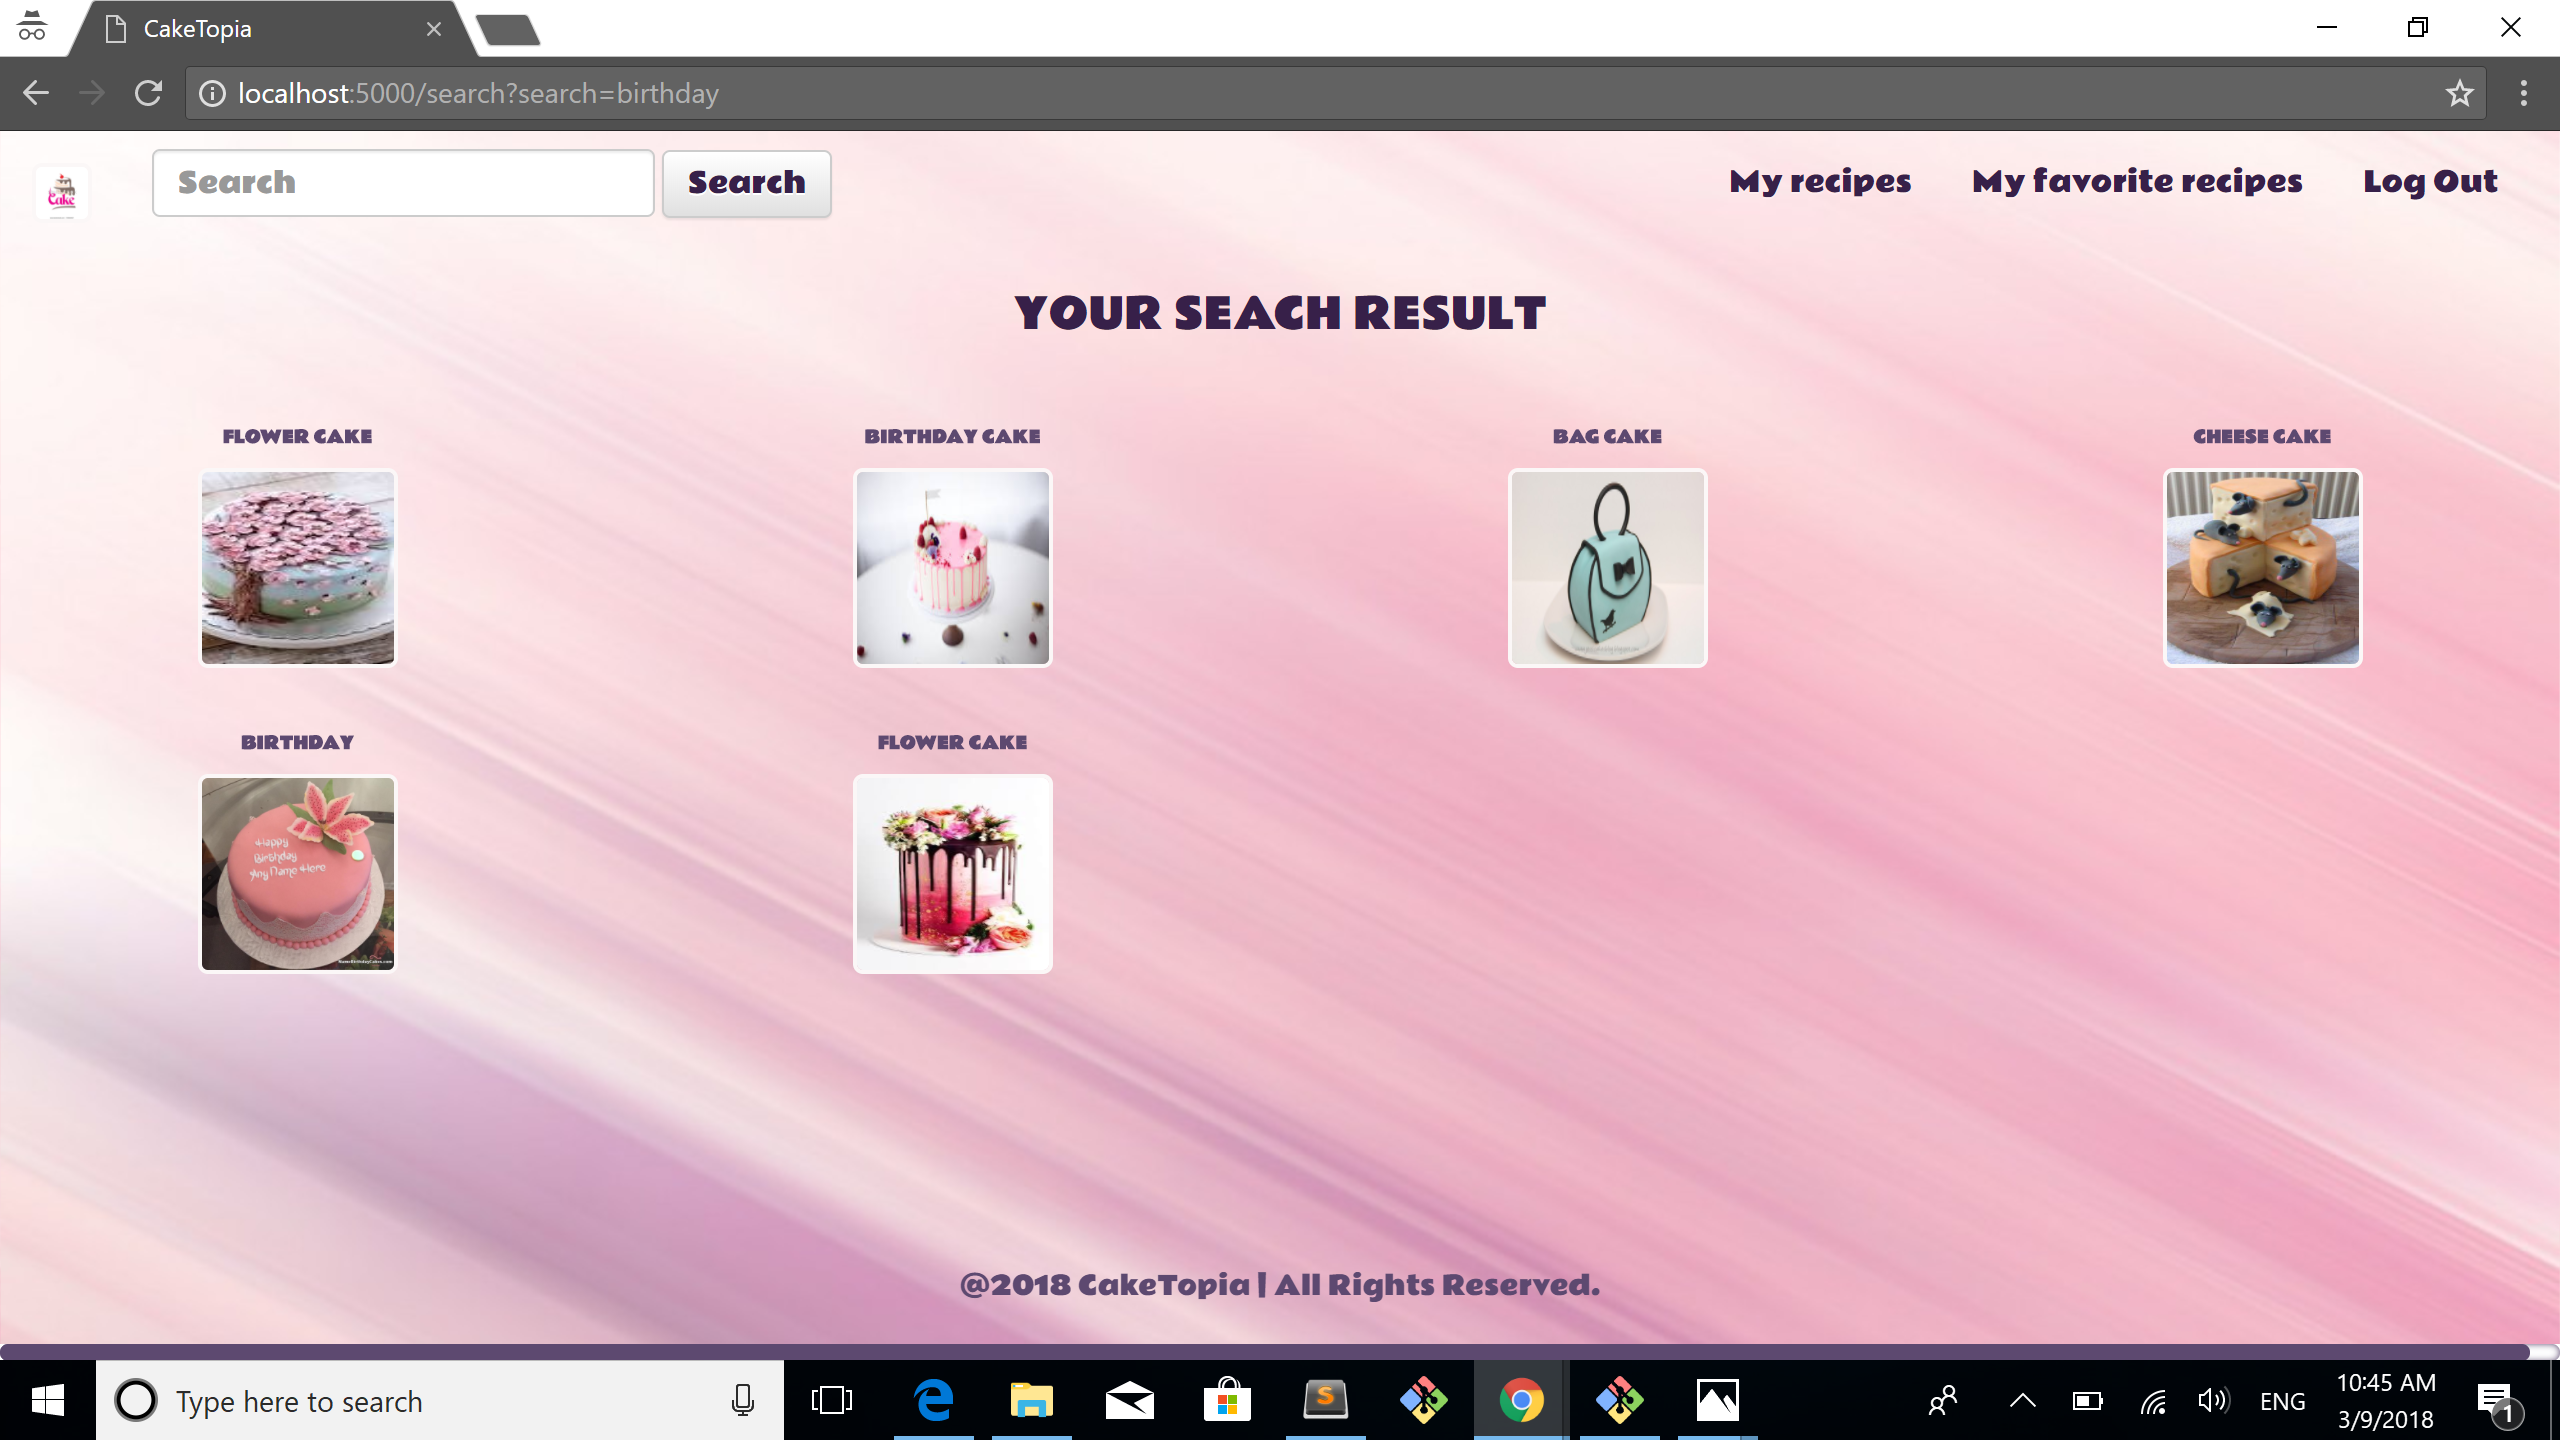 CakeTopia
localhost:5000/search?search=birthday
Cake
Search
Search
My recipes
My favorite recipes
Log Out
YOUR SEACH RESULT
FLOWER CAKE
BIRTHDAY CAKE
BAG CAKE
CHEESE CAKE
BIRTHDAY
FLOWER CAKE
Happy
Birthday
Any Name Here
@2018 CakeTopia | All Rights Reserved.
Type here to search
S
ENG
10:45 AM
3/9/2018
1